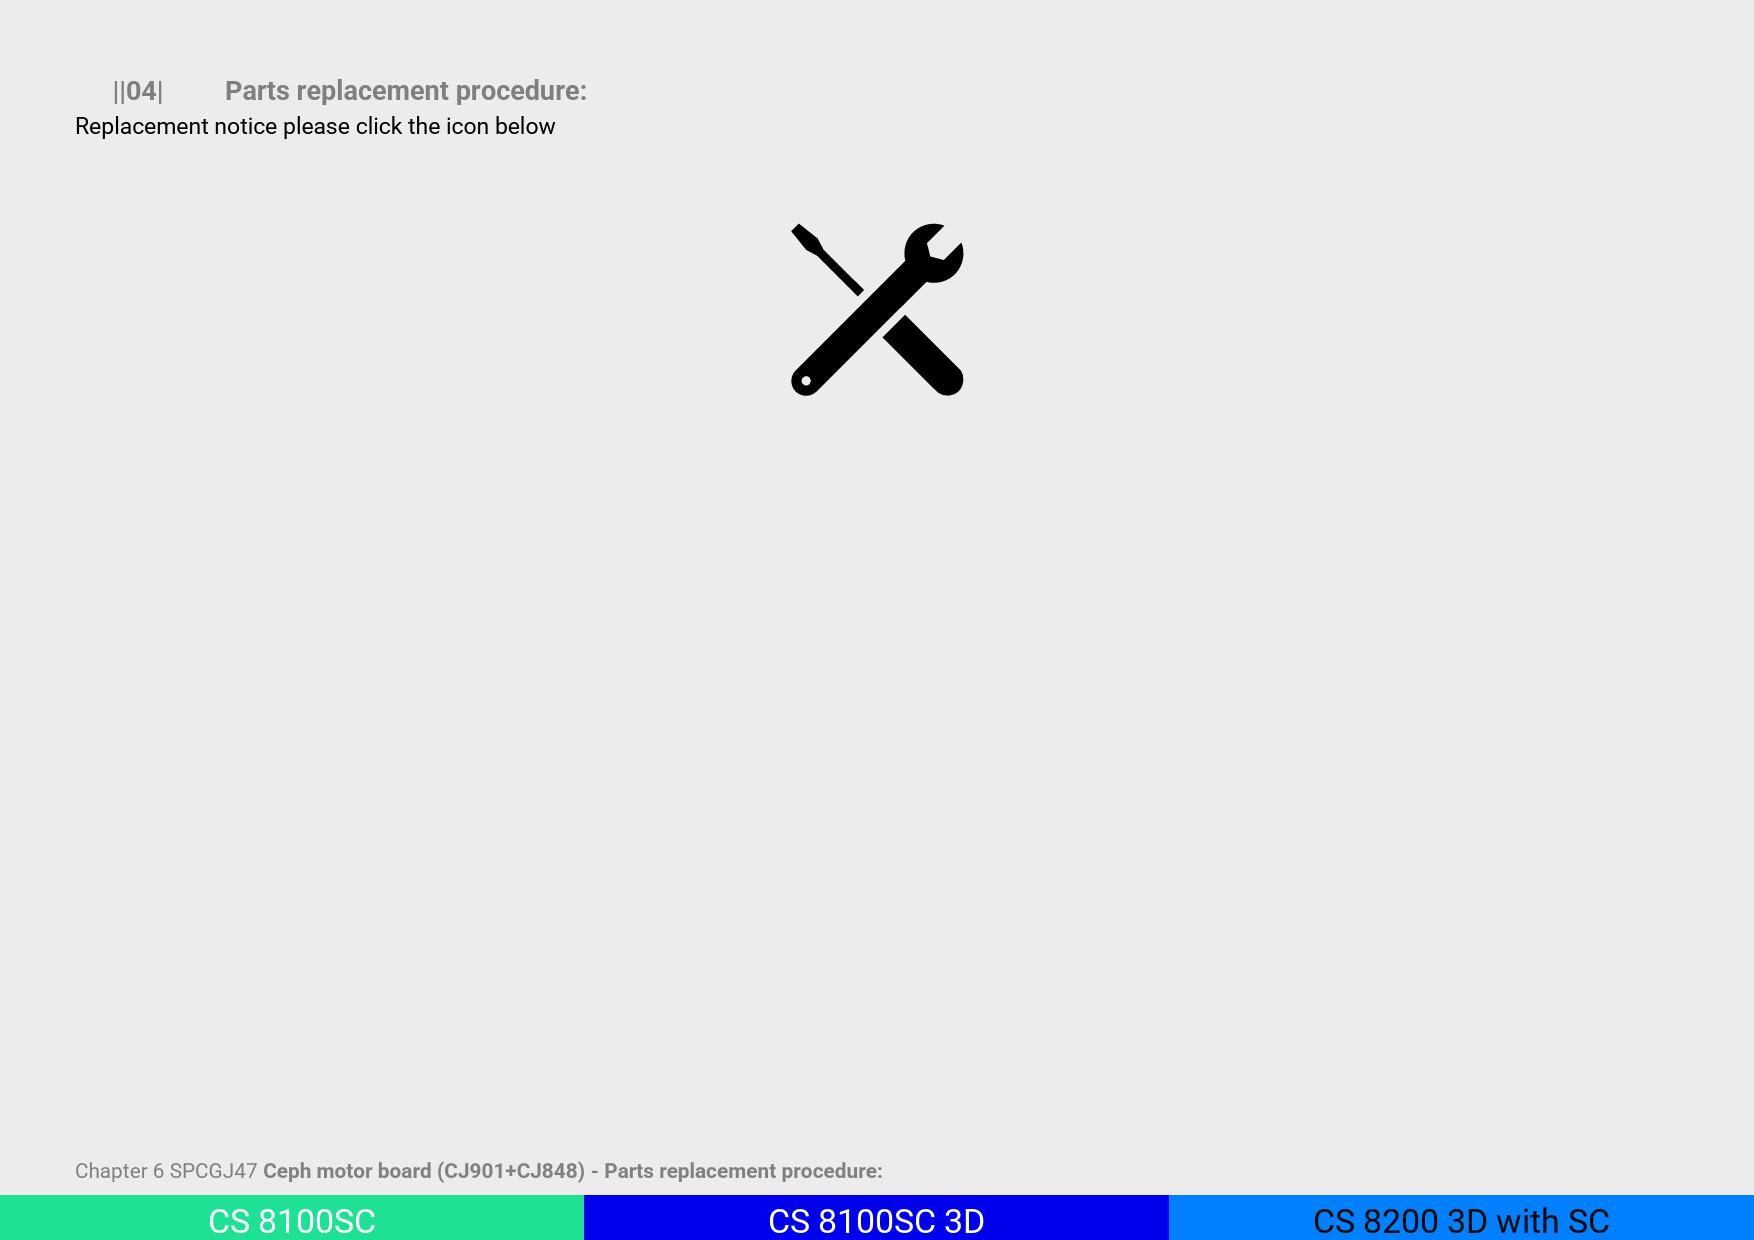 ||04| Parts replacement procedure:
Replacement notice please click the icon below
Chapter 6 SPCGJ47 Ceph motor board (CJ901+CJ848) - Parts replacement procedure:
CS 8100SC CS 8100SC 3D CS 8200 3D with SC